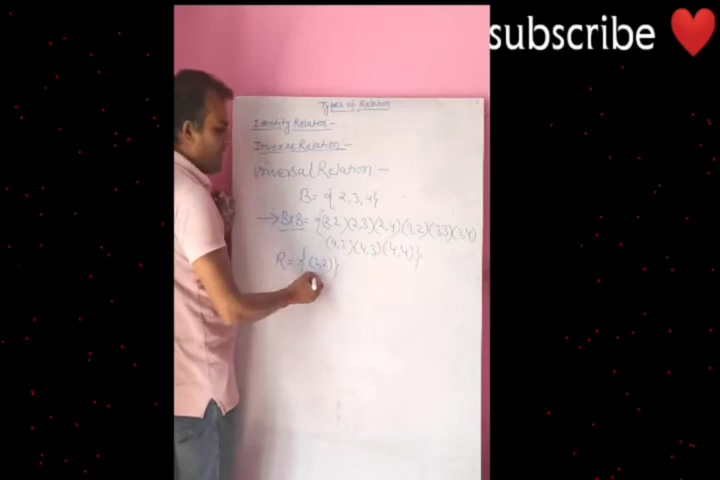 subscribe ❤
Types of Relation
Identity Relation:-
Inverse Relation:-
Universal Relation:-
B = { 2, 3, 4}
→ B×B = {(2,2)(2,3)(2,4)(3,2)(3,3)(3,4)
(4,2)(4,3)(4,4)}
R = {(2,2)}